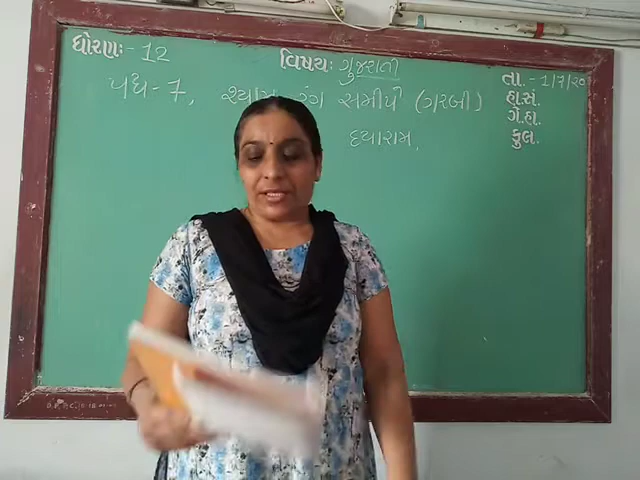 ધોરણઃ- 12 વિષયઃ ગુજરાતી તા. - 1/7/20
પદ્ય - 7, શ્યામ રંગ સમીપે (ગરબી) હા.સં.
ગે.હા.
દયારામ. કુલ.